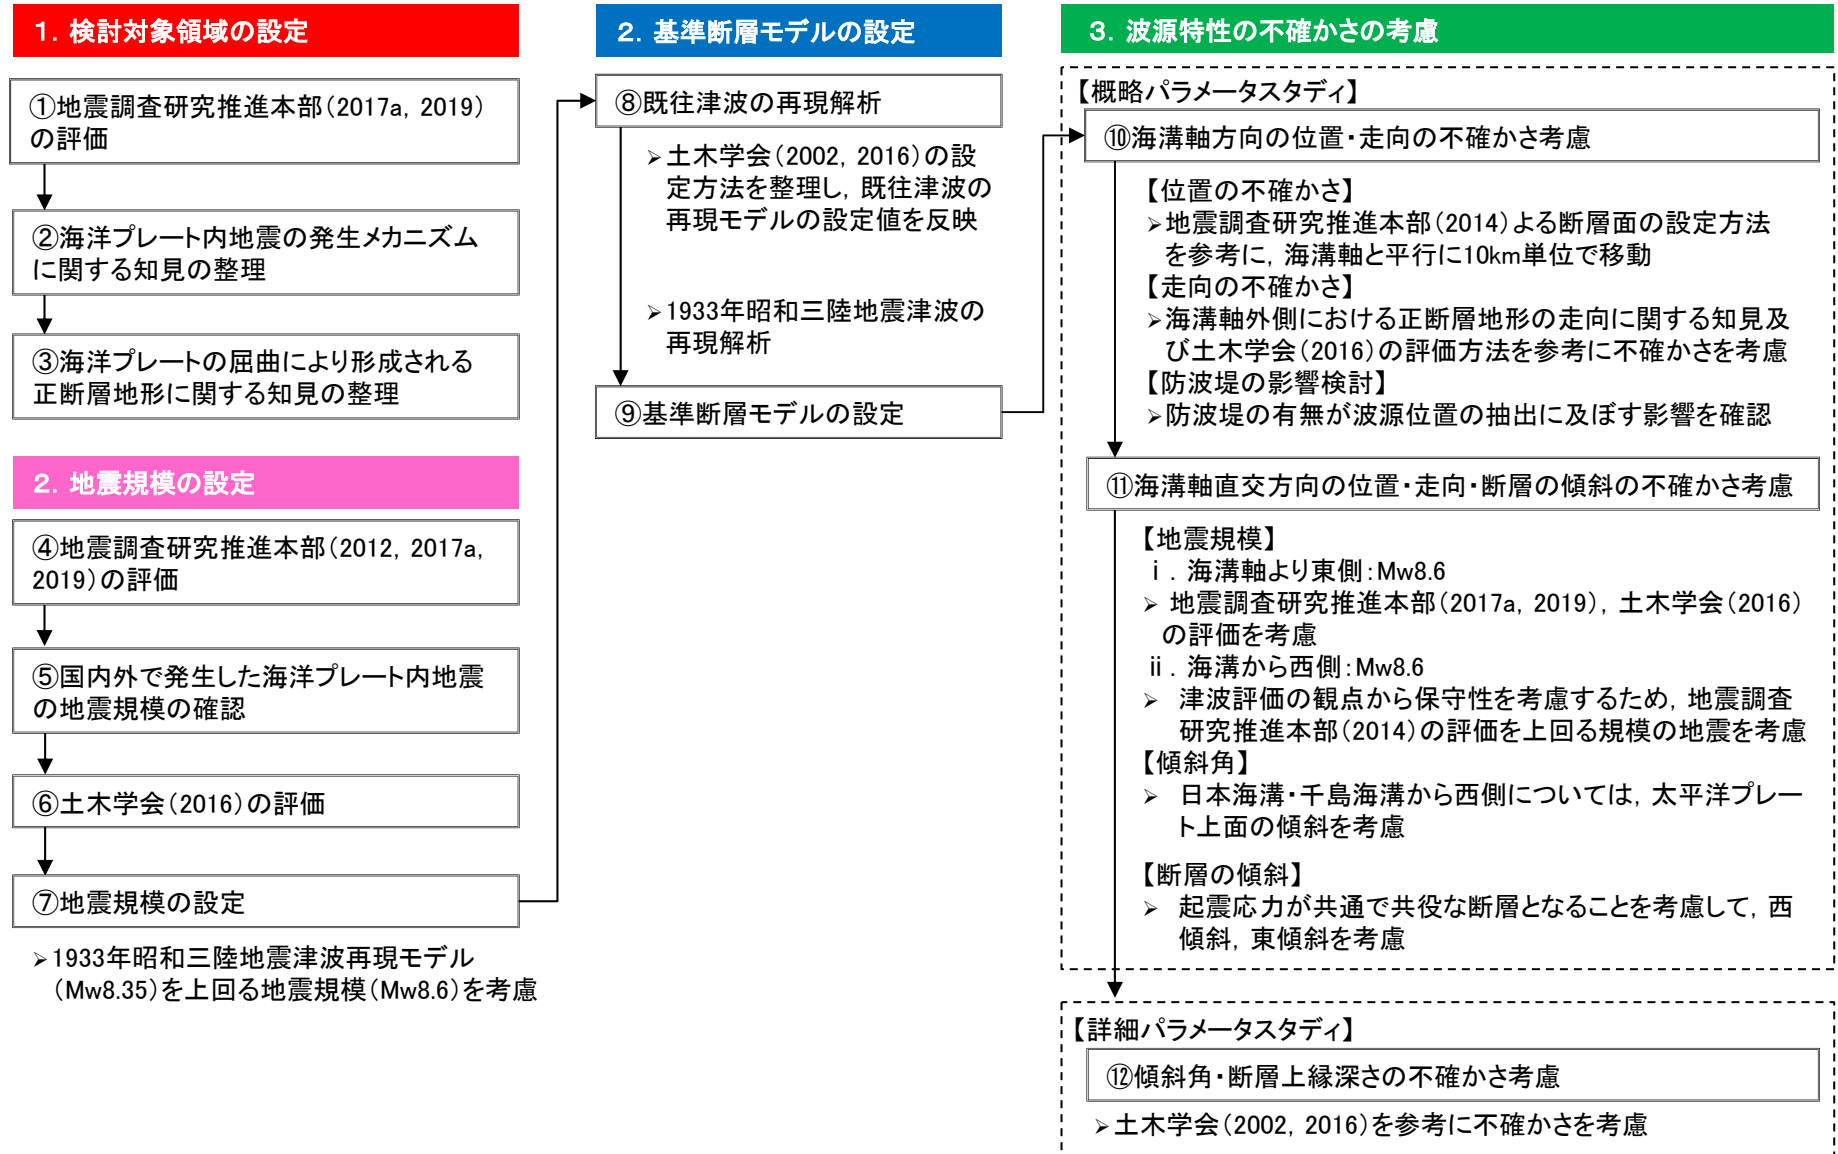 １．検討対象領域の設定
①地震調査研究推進本部（2017a，2019）
の評価
②海洋プレート内地震の発生メカニズム
に関する知見の整理
③海洋プレートの屈曲により形成される
正断層地形に関する知見の整理
２．地震規模の設定
④地震調査研究推進本部（2012，2017a，
2019）の評価
⑤国内外で発生した海洋プレート内地震
の地震規模の確認
⑥土木学会（2016）の評価
⑦地震規模の設定
➢1933年昭和三陸地震津波再現モデル
（Mw8.35）を上回る地震規模（Mw8.6）を考慮
２．基準断層モデルの設定
⑧既往津波の再現解析
➢土木学会（2002，2016）の設
定方法を整理し，既往津波の
再現モデルの設定値を反映
➢1933年昭和三陸地震津波の
再現解析
⑨基準断層モデルの設定
３．波源特性の不確かさの考慮
【概略パラメータスタディ】
⑩海溝軸方向の位置・走向の不確かさ考慮
【位置の不確かさ】
➢地震調査研究推進本部（2014）よる断層面の設定方法
を参考に，海溝軸と平行に10km単位で移動
【走向の不確かさ】
➢海溝軸外側における正断層地形の走向に関する知見及
び土木学会（2016）の評価方法を参考に不確かさを考慮
【防波堤の影響検討】
➢防波堤の有無が波源位置の抽出に及ぼす影響を確認
⑪海溝軸直交方向の位置・走向・断層の傾斜の不確かさ考慮
【地震規模】
ⅰ．海溝軸より東側：Mw8.6
➢ 地震調査研究推進本部（2017a，2019），土木学会（2016）
の評価を考慮
ⅱ．海溝から西側：Mw8.6
➢ 津波評価の観点から保守性を考慮するため，地震調査
研究推進本部（2014）の評価を上回る規模の地震を考慮
【傾斜角】
➢ 日本海溝・千島海溝から西側については，太平洋プレー
ト上面の傾斜を考慮
【断層の傾斜】
➢ 起震応力が共通で共役な断層となることを考慮して，西
傾斜，東傾斜を考慮
【詳細パラメータスタディ】
⑫傾斜角・断層上縁深さの不確かさ考慮
➢土木学会（2002，2016）を参考に不確かさを考慮